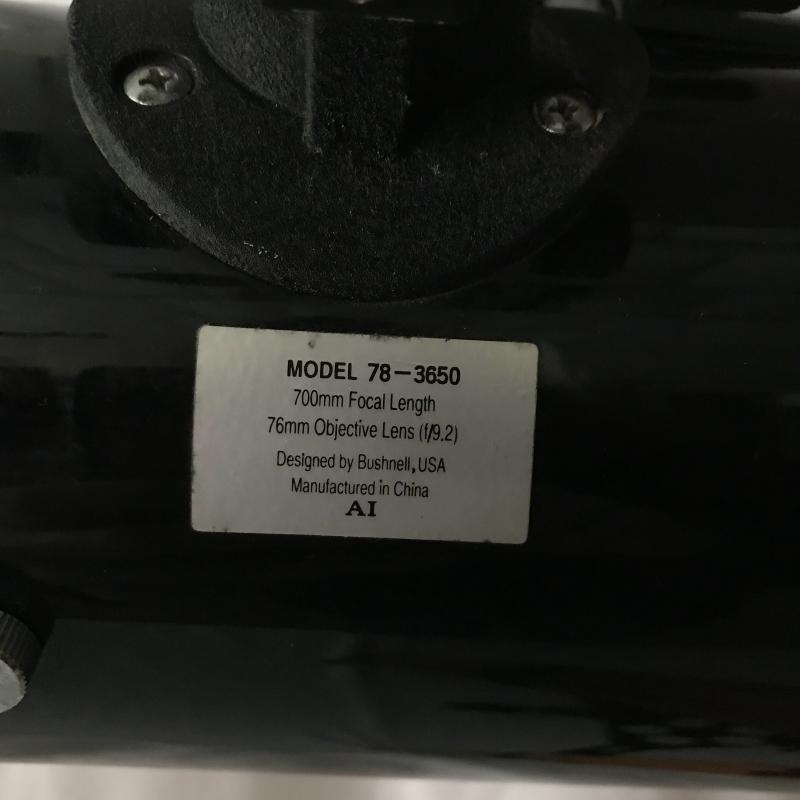 MODEL 78-3650
700mm Focal Length
76mm Objective Lens (f/9.2)
Designed by Bushnell, USA
Manufactured in China
AI